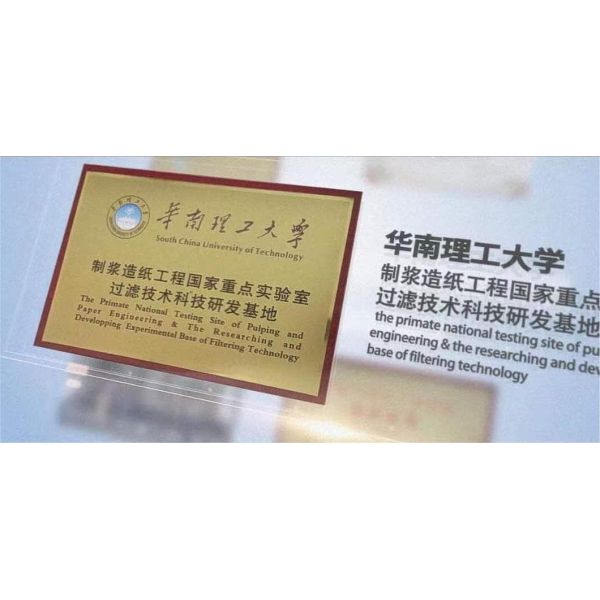 華南理工大學
South China University of Technology
制浆造纸工程国家重点实验室
过滤技术科技研发基地
The Primate National Testing Site of Pulping and
Paper Engineering & The Researching and
Developping Experimental Base of Filtering Technology
华南理工大学
制浆造纸工程国家重点
过滤技术科技研发基地
the primate national testing site of pu
engineering & the researching and dev
base of filtering technology